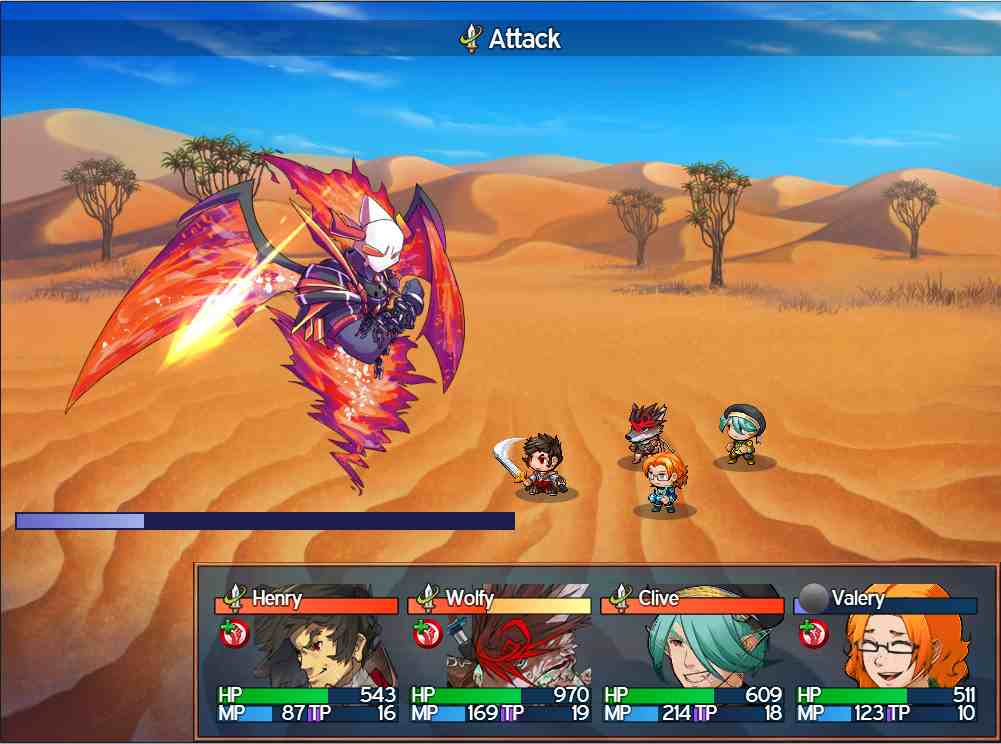 Attack
Henry Wolfy Clive Valery
HP 543 HP 970 HP 609 HP 511
MP 87 TP 16 MP 169 TP 19 MP 214 TP 18 MP 123 TP 10